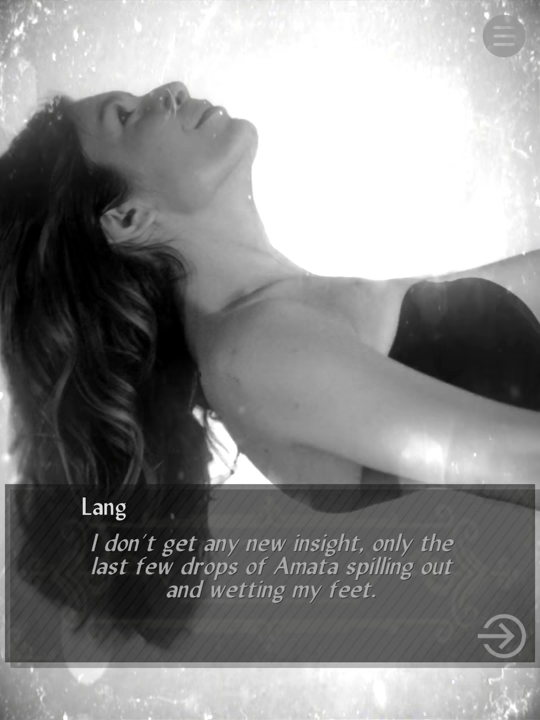 Lang
I don't get any new insight, only the
last few drops of Amata spilling out
and wetting my feet.